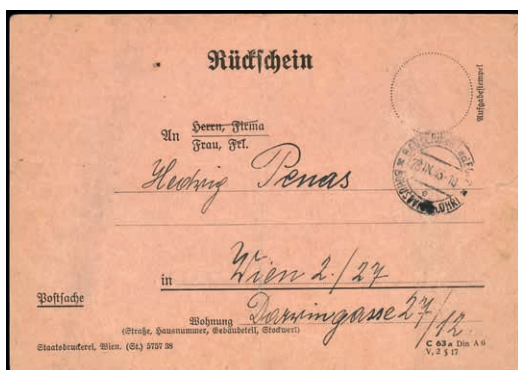 Rückschein
Aufgabestempel
An Herrn, Firma
Frau, Frl.
Hedwig Penas
in Wien 2./27
Postsache
Wohnung Darwingasse 27/12.
(Straße, Hausnummer, Gebäudeteil, Stockwerk)
Staatsdruckerei, Wien. (St.) 5757 38
C 63a Din A 6
V, 2 § 17